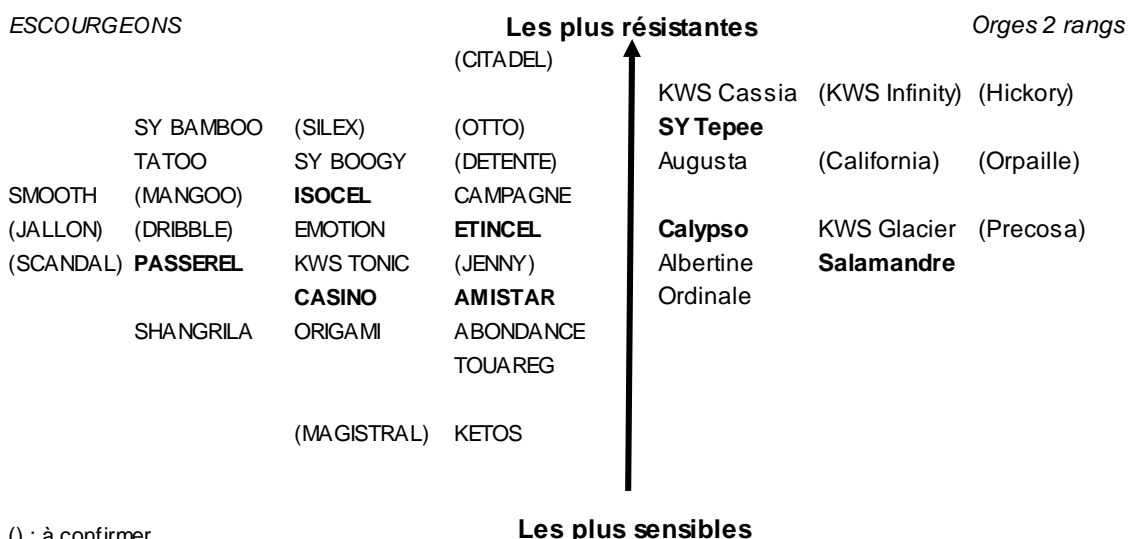 ESCOURGEONS Les plus résistantes Orges 2 rangs
(CITADEL)
KWS Cassia (KWS Infinity) (Hickory)
SY BAMBOO (SILEX) (OTTO) SY Tepee
TATOO SY BOOGY (DETENTE) Augusta (California) (Orpaille)
SMOOTH (MANGOO) ISOCEL CAMPAGNE
(JALLON) (DRIBBLE) EMOTION ETINCEL Calypso KWS Glacier (Precosa)
(SCANDAL) PASSEREL KWS TONIC (JENNY) Albertine Salamandre
CASINO AMISTAR Ordinale
SHANGRILA ORIGAMI ABONDANCE
TOUAREG
(MAGISTRAL) KETOS
Les plus sensibles
() : à confirmer